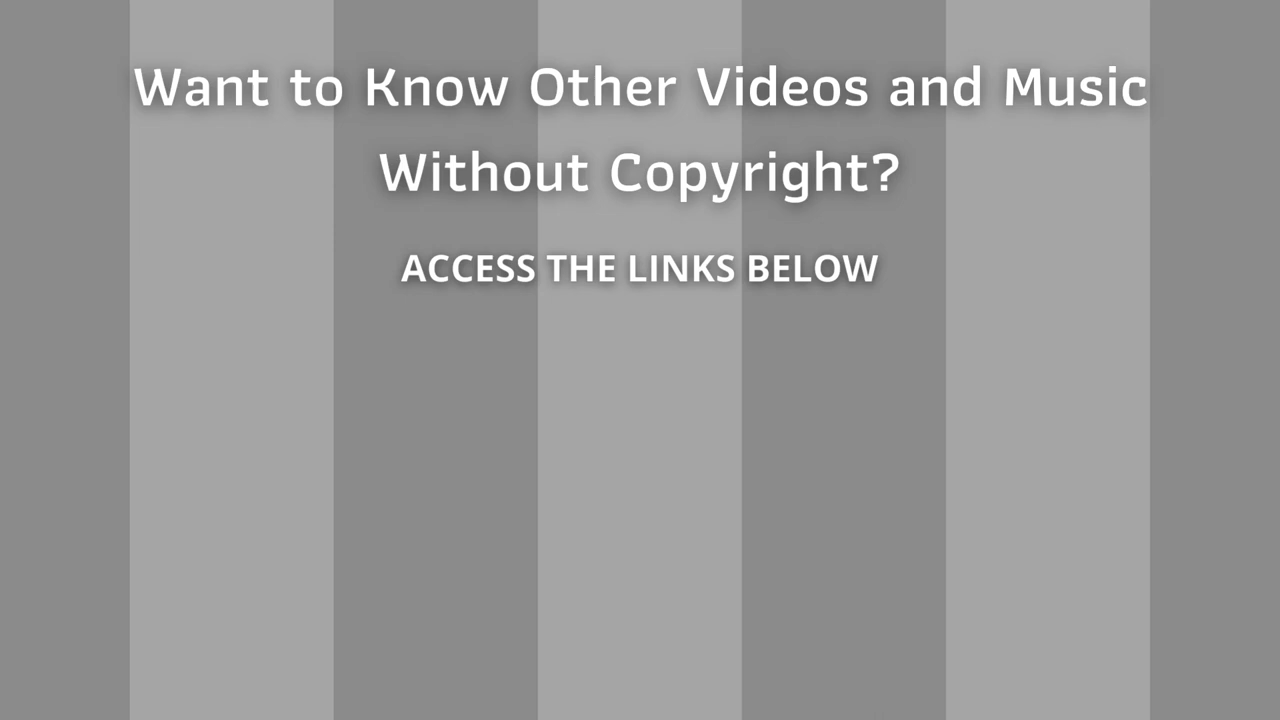 Want to Know Other Videos and Music
Without Copyright?
ACCESS THE LINKS BELOW